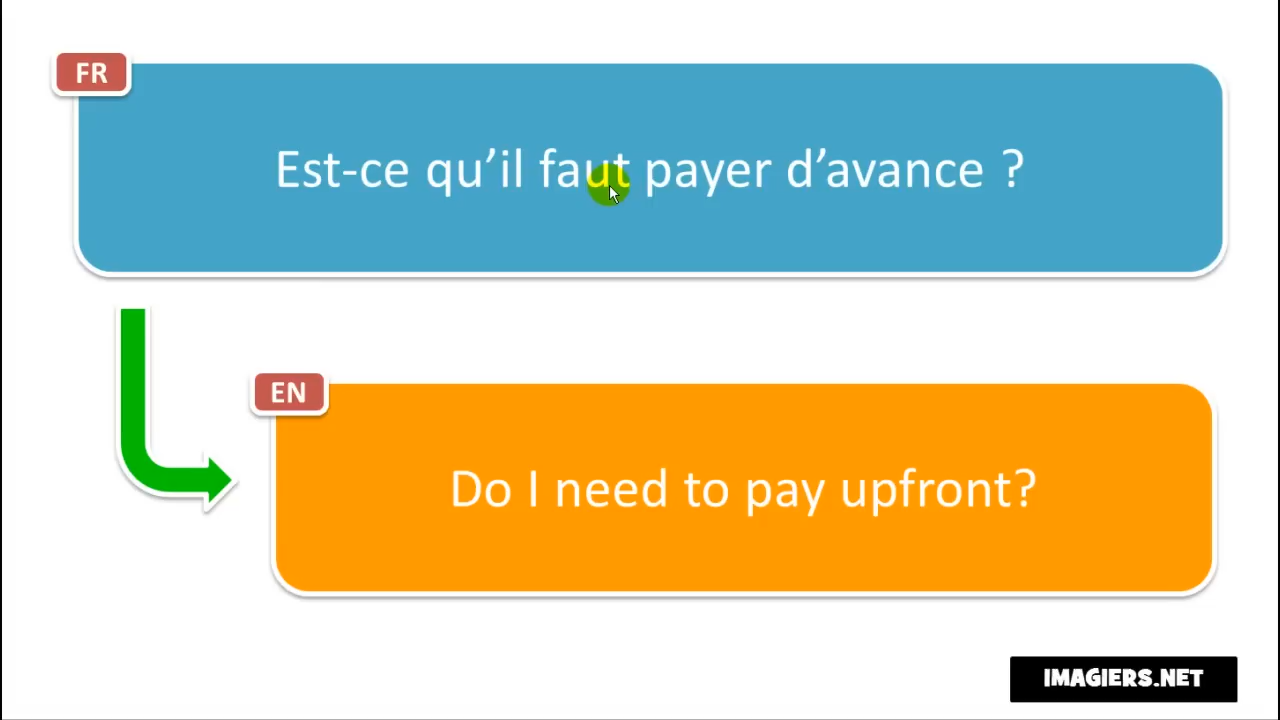 FR
Est-ce qu’il faut payer d’avance ?
EN
Do I need to pay upfront?
IMAGIERS.NET